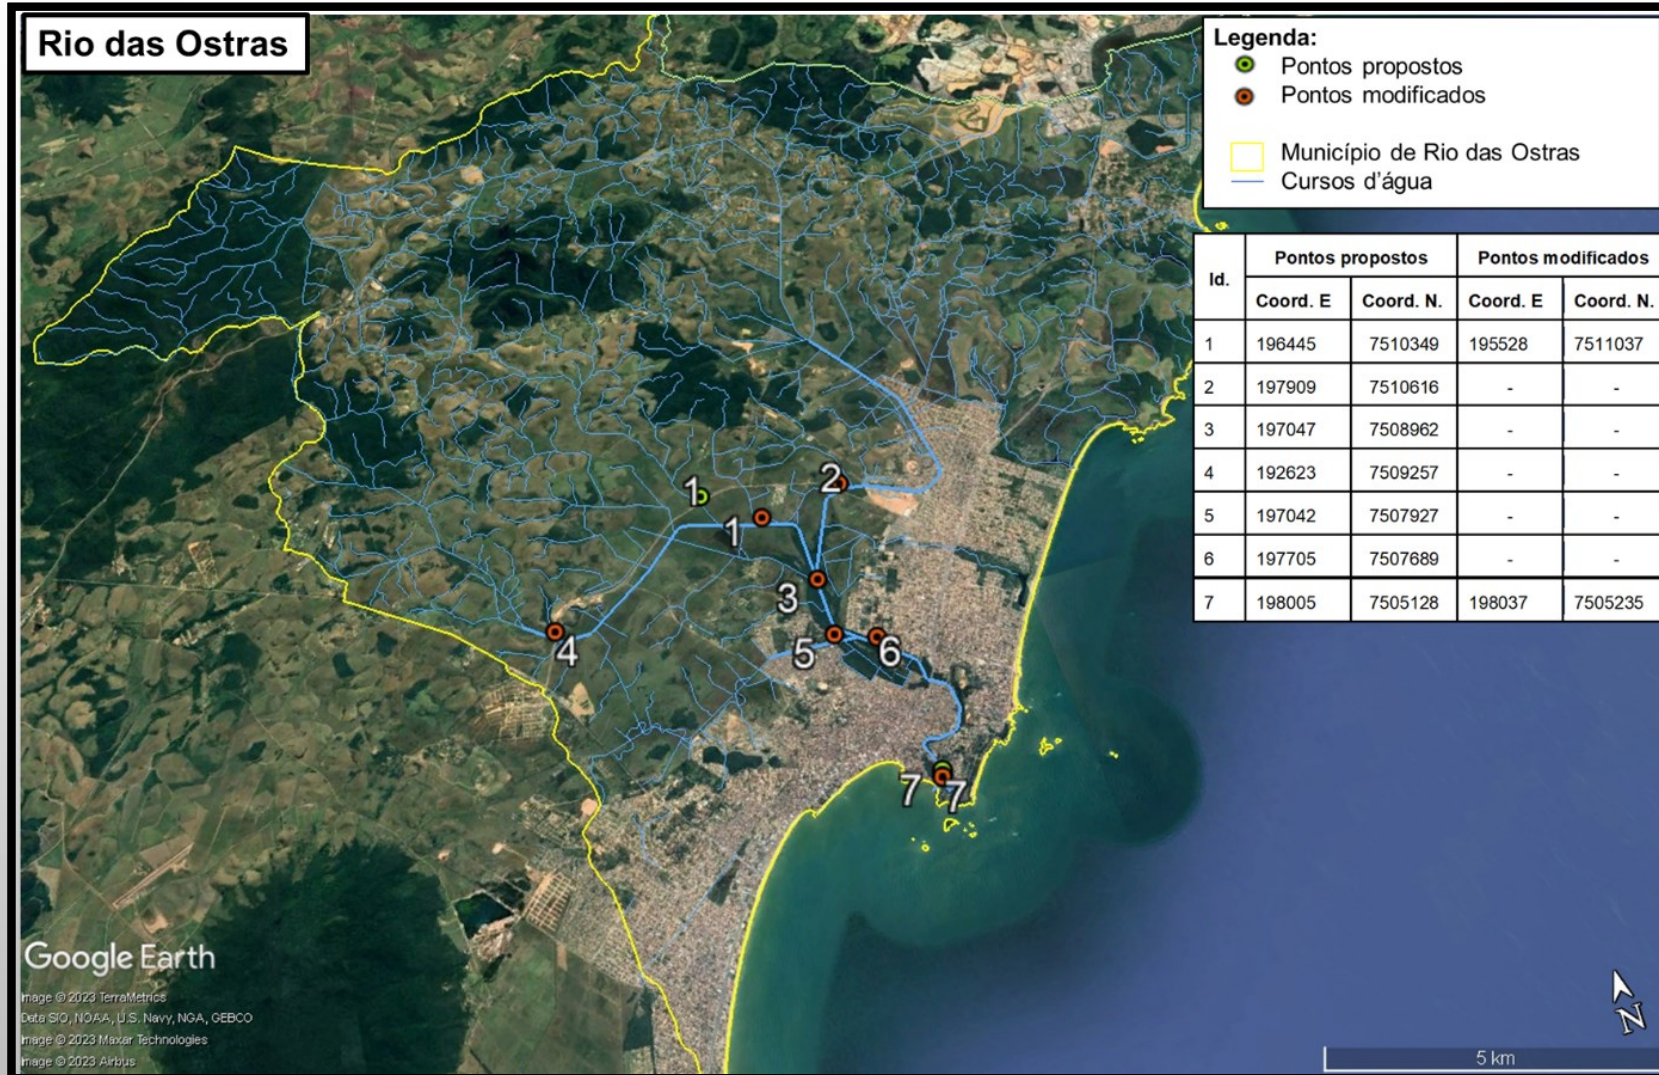 Rio das Ostras
Legenda:
Pontos propostos
Pontos modificados
Município de Rio das Ostras
Cursos d'água
Id. Pontos propostos Pontos modificados
Coord. E Coord. N. Coord. E Coord. N.
1 196445 7510349 195528 7511037
2 197909 7510616 - -
3 197047 7508962 - -
4 192623 7509257 - -
5 197042 7507927 - -
6 197705 7507689 - -
7 198005 7505128 198037 7505235
1
2
1
3
4
5
6
7
7
Google Earth
Image © 2023 TerraMetrics
Data SIO, NOAA, U.S. Navy, NGA, GEBCO
Image © 2023 Maxar Technologies
Image © 2023 Airbus
N
5 km